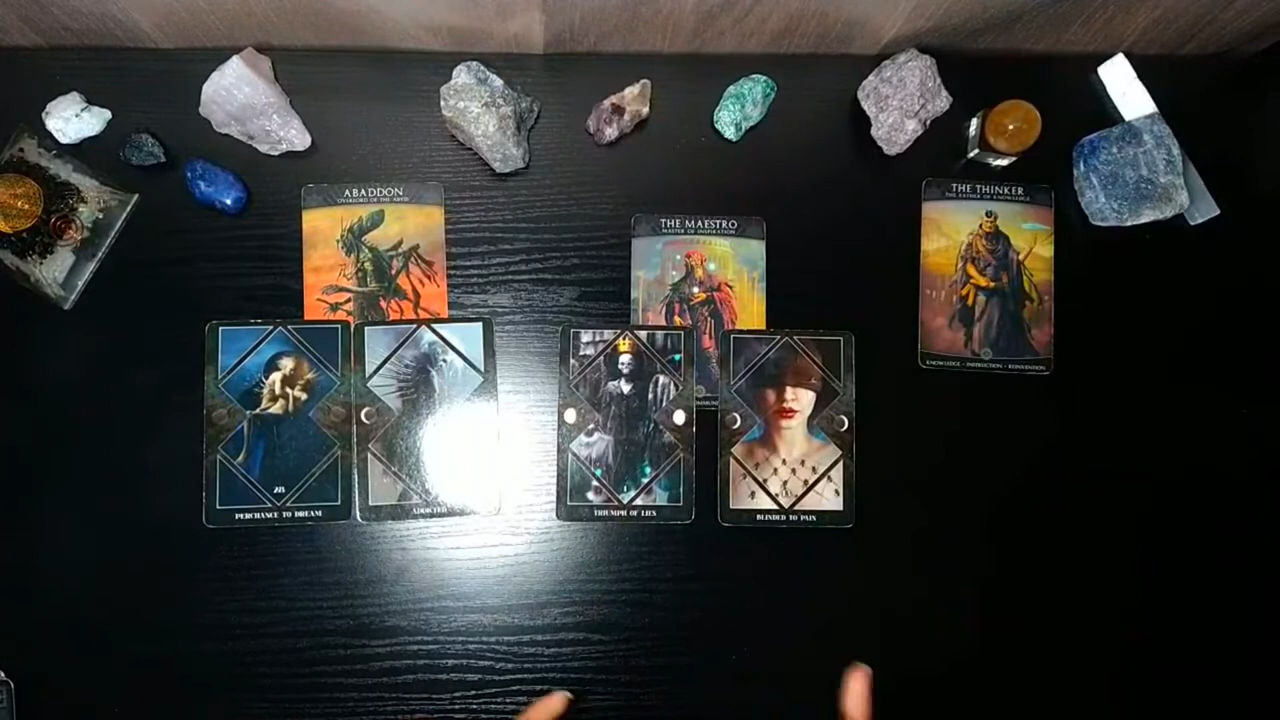 ABADDON
OVERLORD OF THE ABYSS
THE MAESTRO
MASTER OF INSPIRATION
THE THINKER
THE FATHER OF KNOWLEDGE
KNOWLEDGE - INSTRUCTION - REINVENTION
PERCHANCE TO DREAM
ADDICTED
TRIUMPH OF LIES
BLINDED TO PAIN